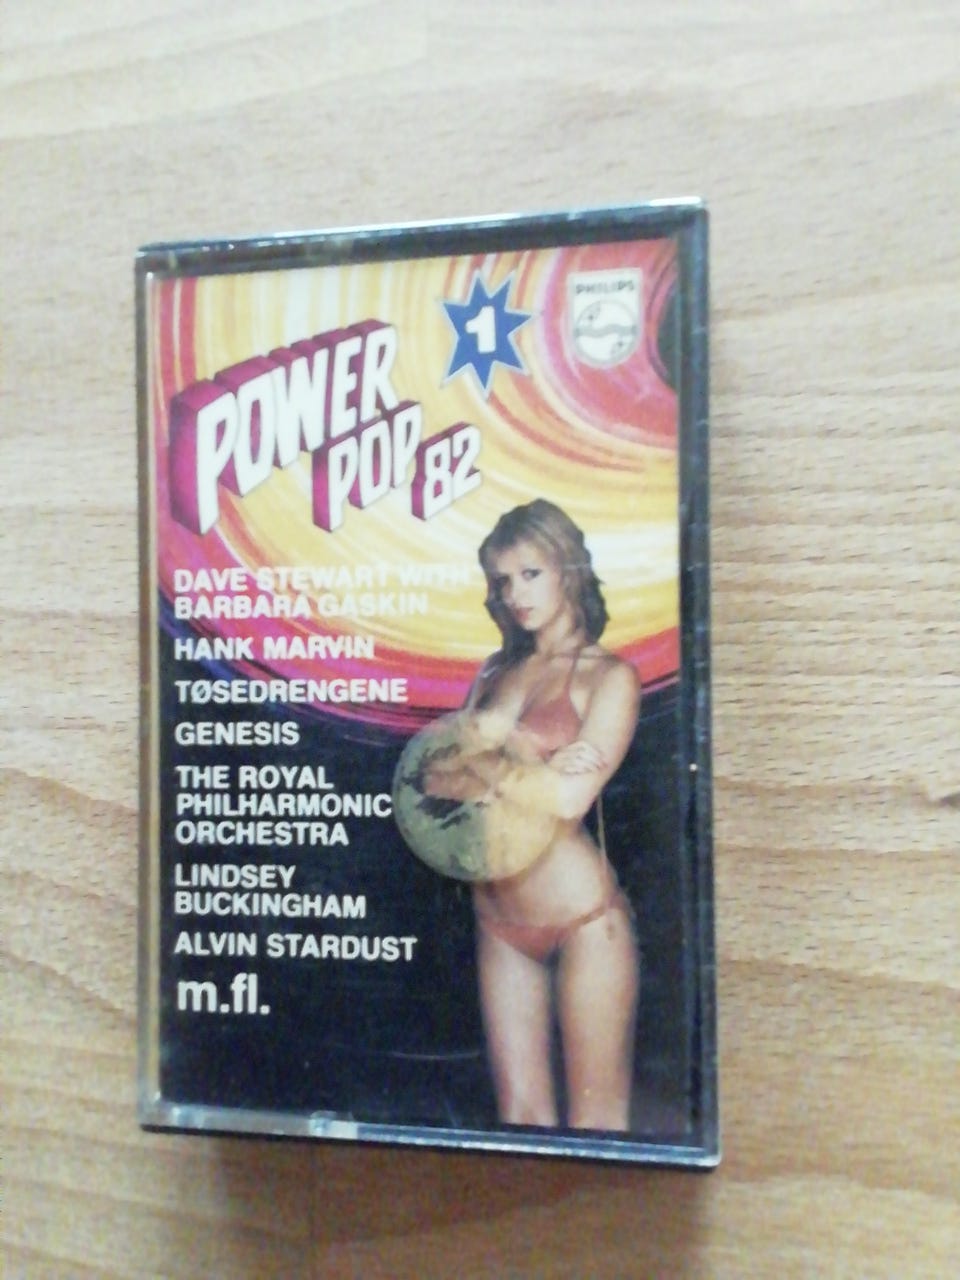 1
PHILIPS
POWER
POP 82
DAVE STEWART WITH
BARBARA GASKIN
HANK MARVIN
TØSEDRENGENE
GENESIS
THE ROYAL
PHILHARMONIC
ORCHESTRA
LINDSEY
BUCKINGHAM
ALVIN STARDUST
m.fl.